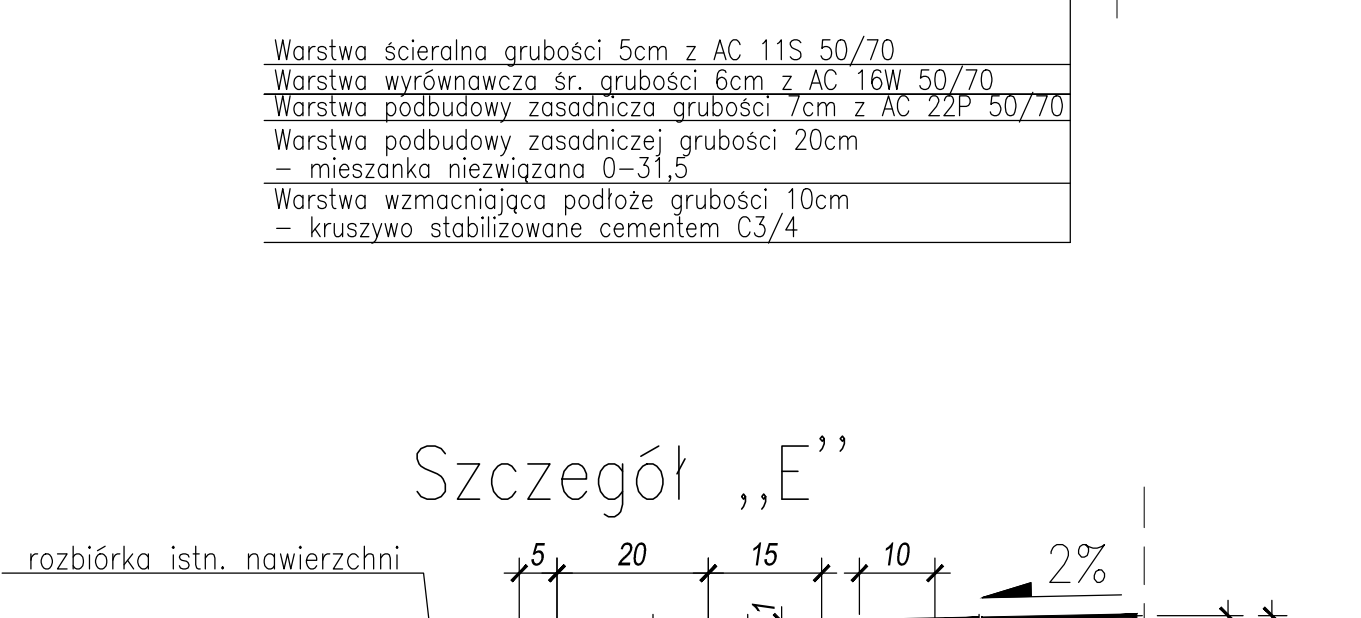 Warstwa ścieralna grubości 5cm z AC 11S 50/70
Warstwa wyrównawcza śr. grubości 6cm z AC 16W 50/70
Warstwa podbudowy zasadnicza grubości 7cm z AC 22P 50/70
Warstwa podbudowy zasadniczej grubości 20cm
– mieszanka niezwiązana 0–31,5
Warstwa wzmacniająca podłoże grubości 10cm
– kruszywo stabilizowane cementem C3/4
Szczegół ,,E’’
rozbiórka istn. nawierzchni
5 20 15 10 2%
1